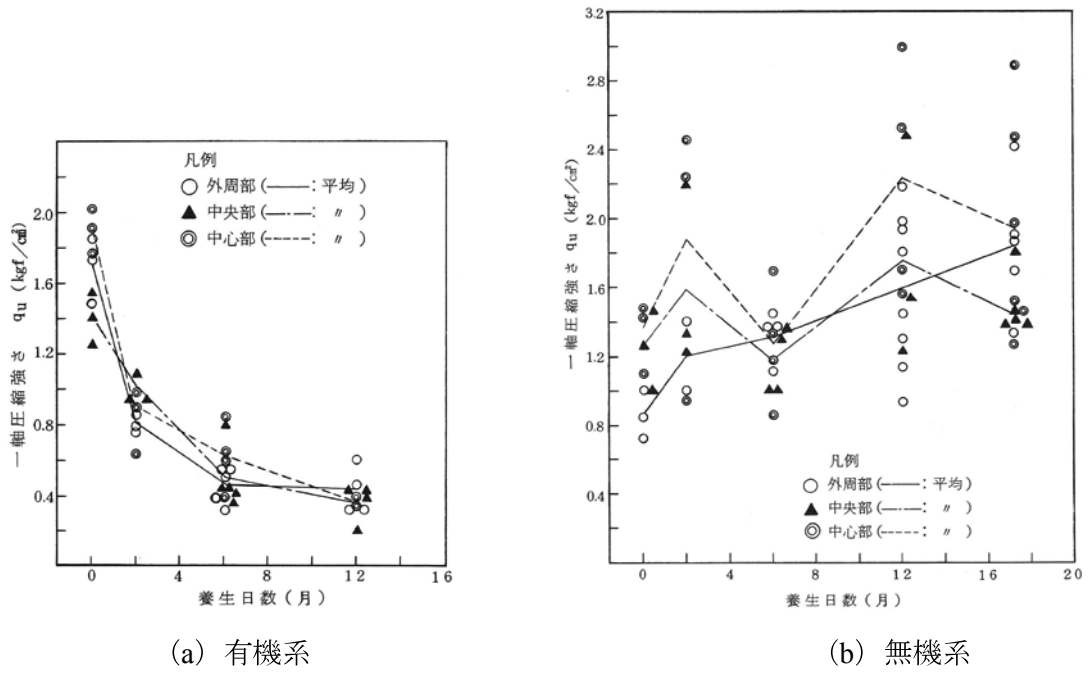 凡例
○ 外周部(———：平均)
▲ 中央部(—・—：〃)
◎ 中心部(-----：〃)
2.0
1.6
1.2
0.8
0.4
一軸圧縮強さ qu (kgf/cm²)
0 4 8 12 16
養生日数(月)
(a) 有機系
3.2
2.8
2.4
2.0
1.6
1.2
0.8
0.4
一軸圧縮強さ qu (kgf/cm²)
凡例
○ 外周部(———：平均)
▲ 中央部(—・—：〃)
◎ 中心部(-----：〃)
0 4 8 12 16 20
養生日数(月)
(b) 無機系